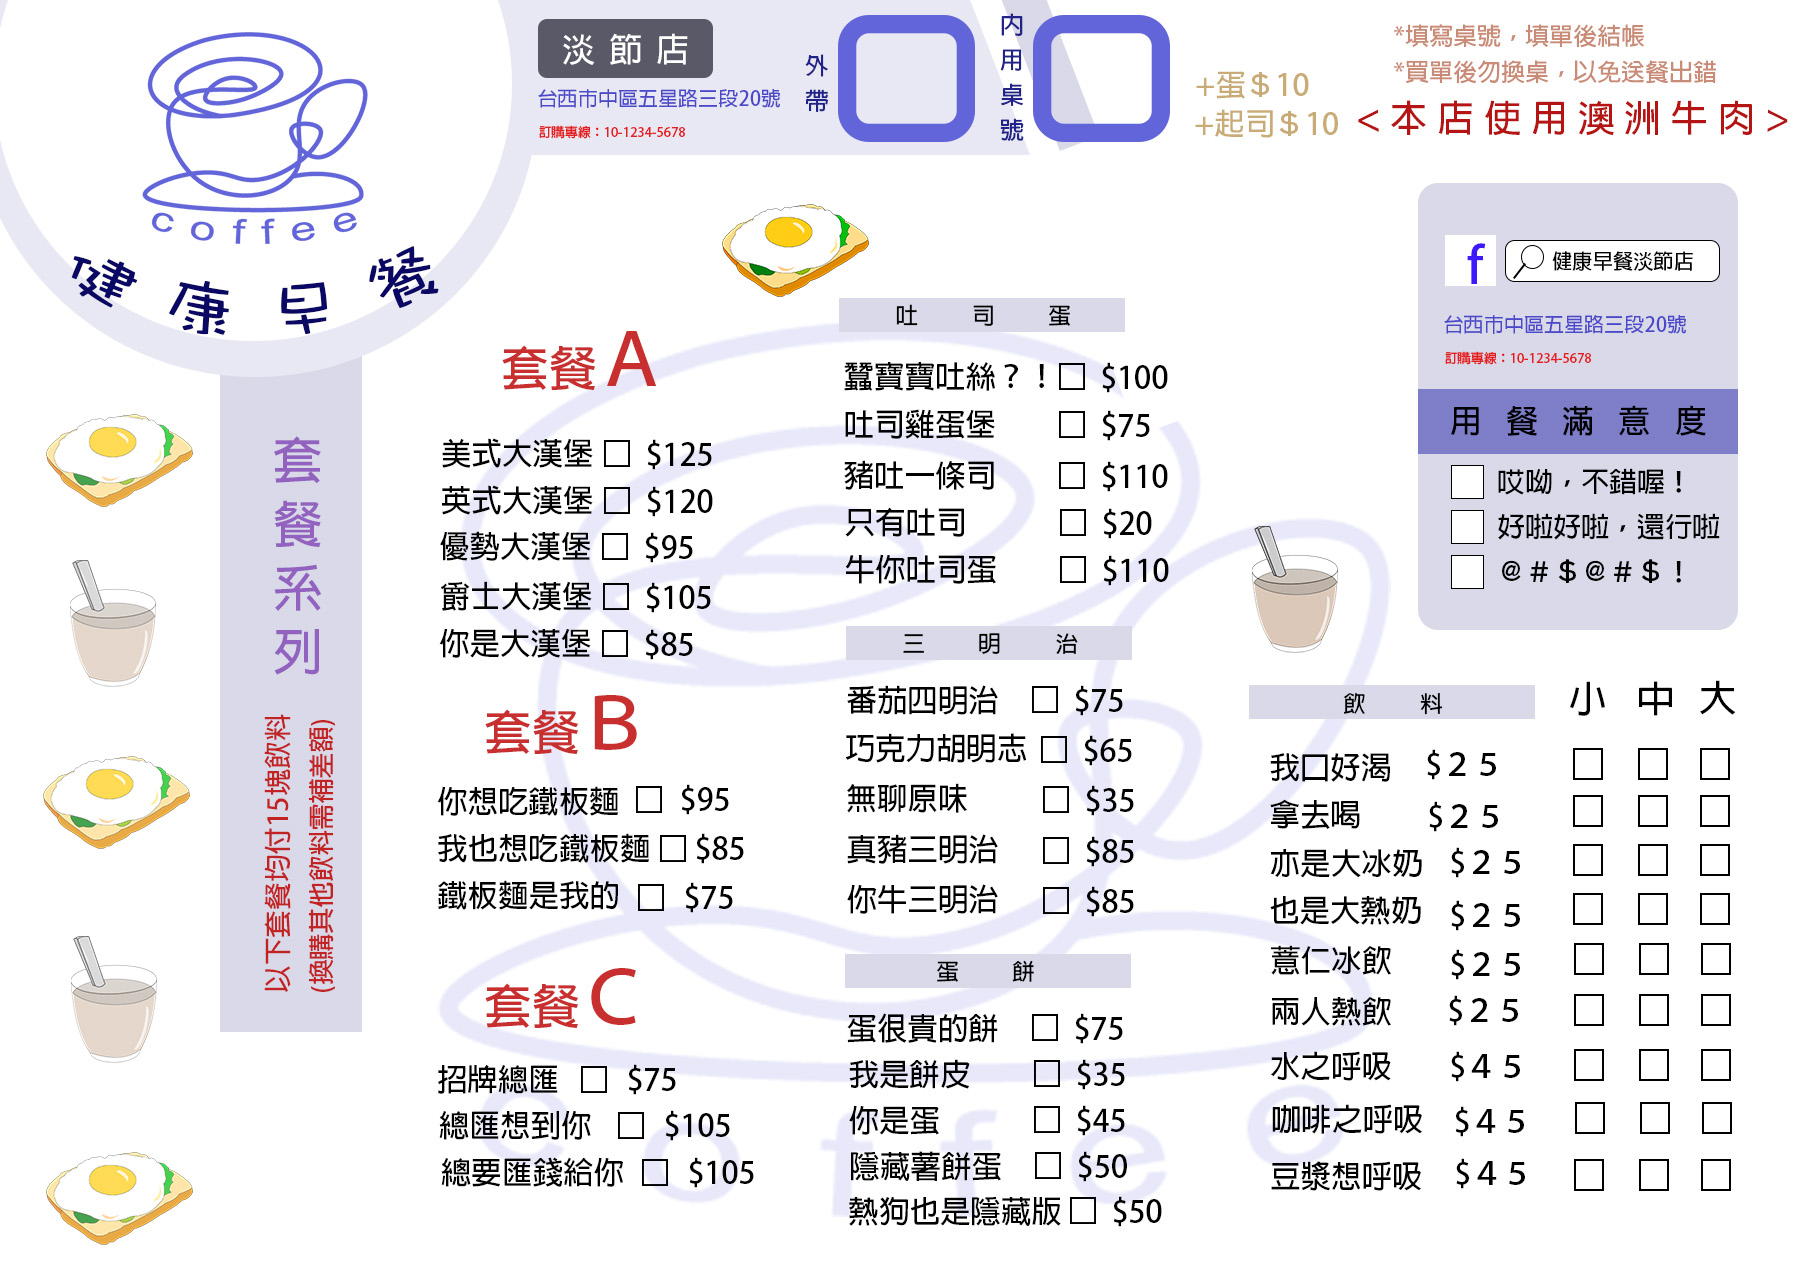 coffee
健康早餐
淡節店
台西市中區五星路三段20號
訂購專線：10-1234-5678
外帶
內用桌號
+蛋＄10
+起司＄10
*填寫桌號，填單後結帳
*買單後勿換桌，以免送餐出錯
<本店使用澳洲牛肉>
套餐系列
以下套餐均付15塊飲料
(換購其他飲料需補差額)
套餐A
美式大漢堡 $125
英式大漢堡 $120
優勢大漢堡 $95
爵士大漢堡 $105
你是大漢堡 $85
套餐B
你想吃鐵板麵 $95
我也想吃鐵板麵 $85
鐵板麵是我的 $75
套餐C
招牌總匯 $75
總匯想到你 $105
總要匯錢給你 $105
吐司蛋
蠶寶寶吐絲？！ $100
吐司雞蛋堡 $75
豬吐一條司 $110
只有吐司 $20
牛你吐司蛋 $110
三明治
番茄四明治 $75
巧克力胡明志 $65
無聊原味 $35
真豬三明治 $85
你牛三明治 $85
蛋餅
蛋很貴的餅 $75
我是餅皮 $35
你是蛋 $45
隱藏薯餅蛋 $50
熱狗也是隱藏版 $50
f 健康早餐淡節店
台西市中區五星路三段20號
訂購專線：10-1234-5678
用餐滿意度
哎呦，不錯喔！
好啦好啦，還行啦
＠＃＄＠＃＄！
飲料 小 中 大
我口好渴 ＄２５
拿去喝 ＄２５
亦是大冰奶 ＄２５
也是大熱奶 ＄２５
薏仁冰飲 ＄２５
兩人熱飲 ＄２５
水之呼吸 ＄４５
咖啡之呼吸 ＄４５
豆漿想呼吸 ＄４５
coffee